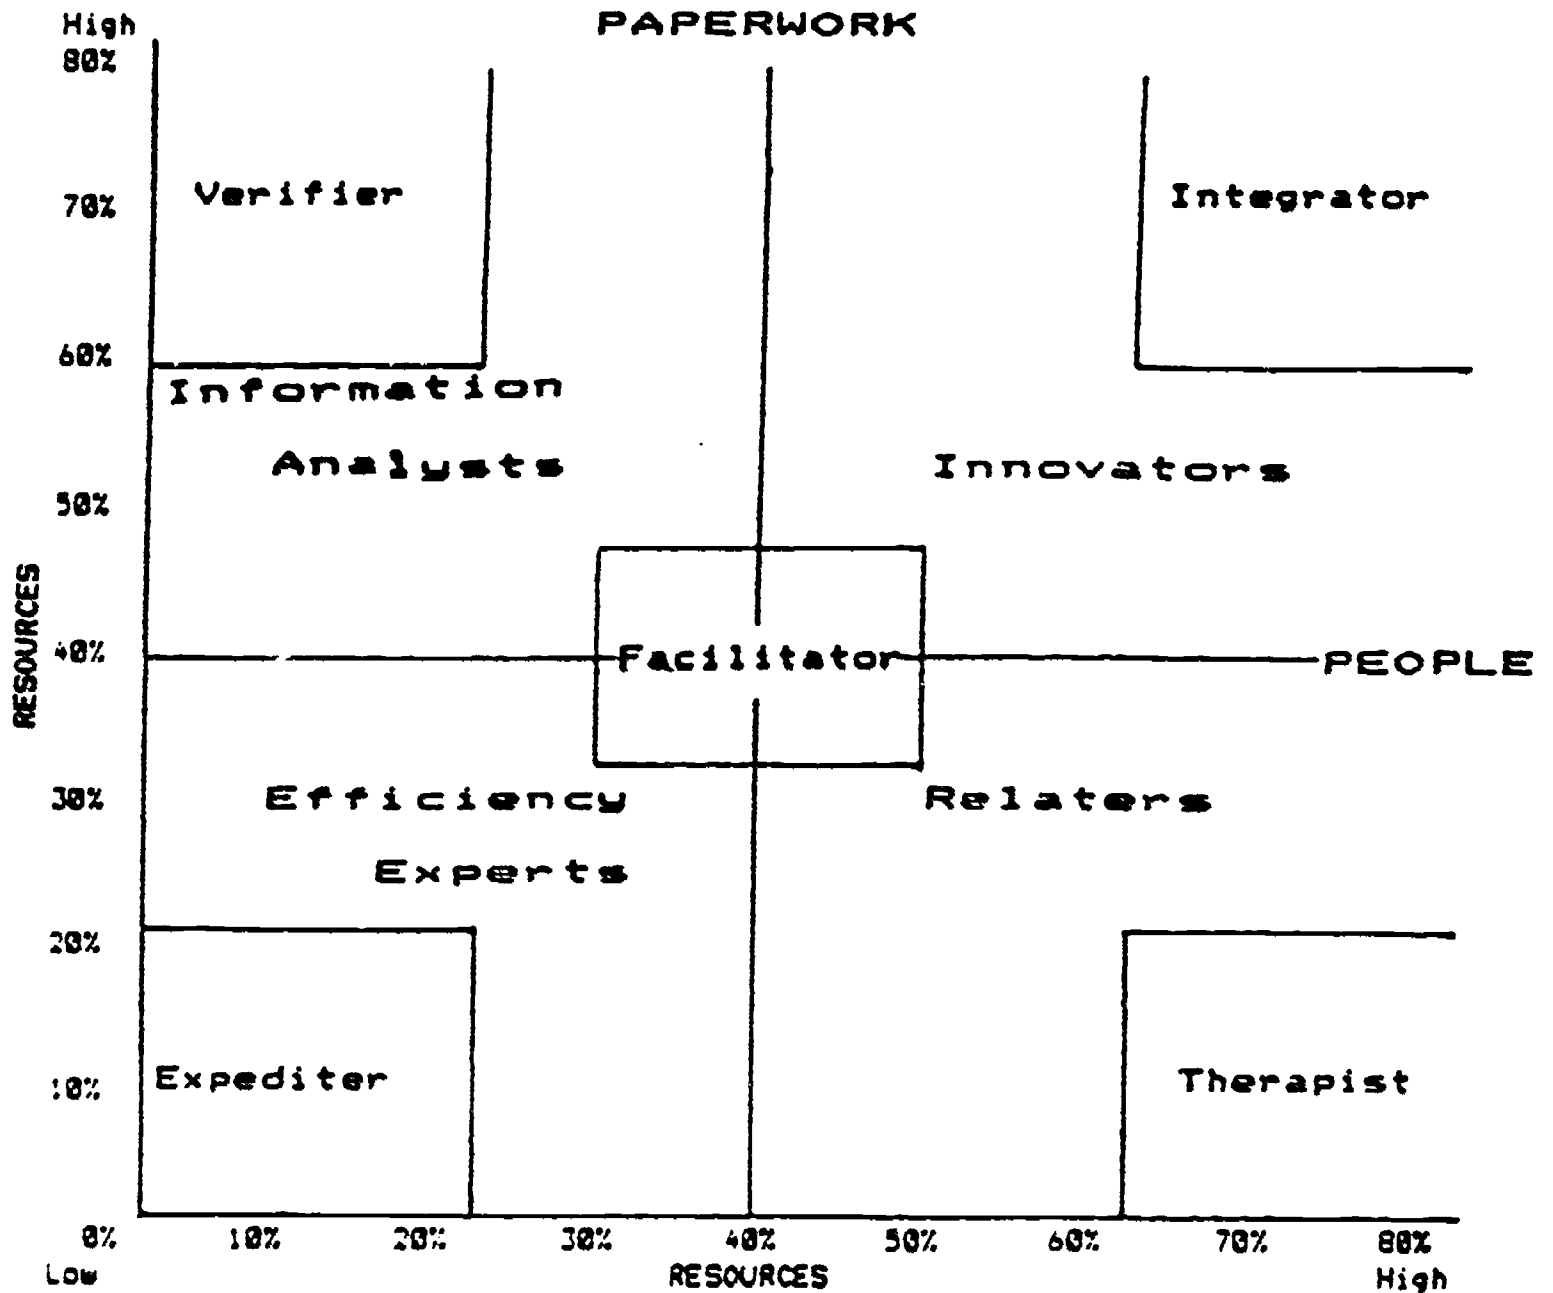 High
PAPERWORK
80%
Verifier
Integrator
70%
60%
Information
Analysts
Innovators
50%
RESOURCES
40%
Facilitator
PEOPLE
30%
Efficiency
Relaters
Experts
20%
Expediter
Therapist
10%
0% 10% 20% 30% 40% 50% 60% 70% 80%
Low
RESOURCES
High